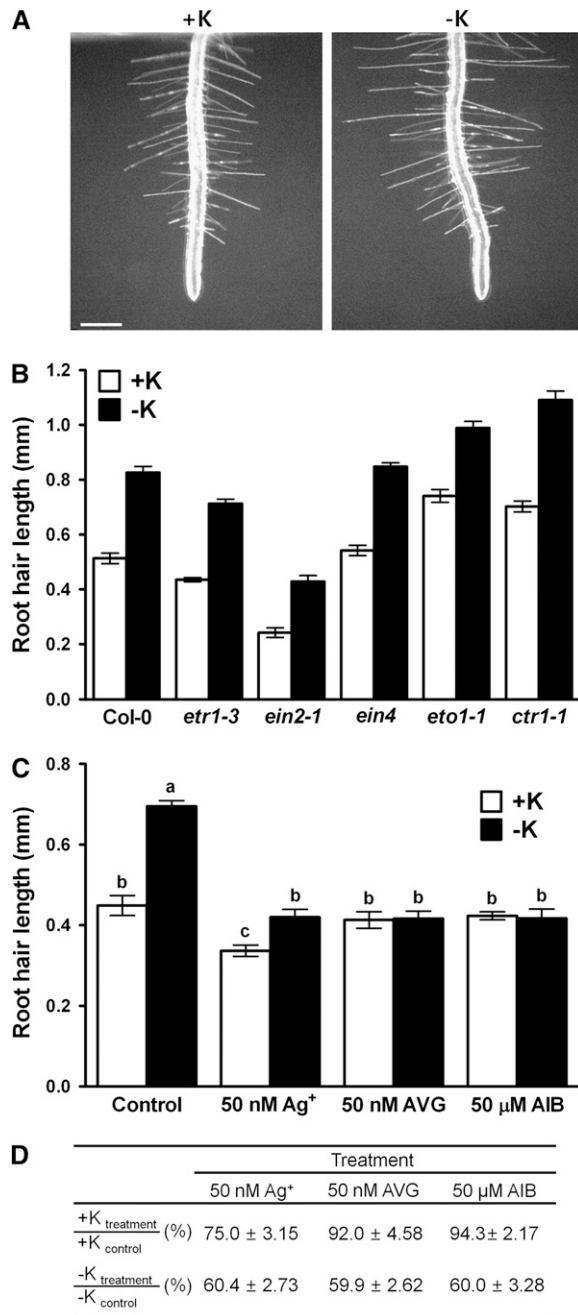 A
+K
-K
B
+K
-K
Root hair length (mm)
1.2
1.0
0.8
0.6
0.4
0.2
0.0
Col-0 etr1-3 ein2-1 ein4 eto1-1 ctr1-1
C
+K
-K
Root hair length (mm)
0.8
0.6
0.4
0.2
0.0
b a c b b b b b
Control 50 nM Ag⁺ 50 nM AVG 50 µM AIB
D
Treatment
50 nM Ag⁺ 50 nM AVG 50 µM AIB
+K treatment
+K control
(%) 75.0 ± 3.15 92.0 ± 4.58 94.3± 2.17
-K treatment
-K control
(%) 60.4 ± 2.73 59.9 ± 2.62 60.0 ± 3.28